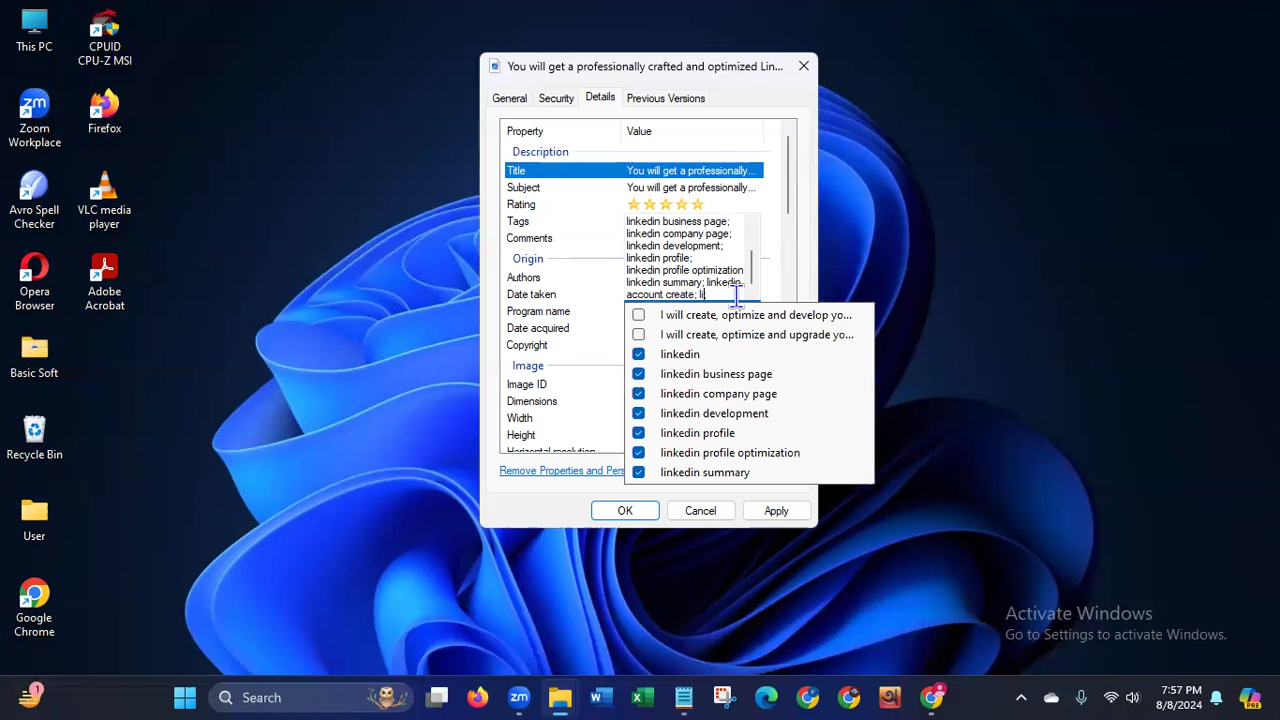 This PC
CPUID
CPU-Z MSI
Zoom
Workplace
Firefox
Avro Spell
Checker
VLC media
player
Opera
Browser
Adobe
Acrobat
Basic Soft
Recycle Bin
User
Google
Chrome
You will get a professionally crafted and optimized Lin...
General
Security
Details
Previous Versions
Property
Value
Description
Title
You will get a professionally...
Subject
You will get a professionally...
Rating
Tags
linkedin business page;
linkedin company page;
linkedin development;
linkedin profile;
linkedin profile optimization
linkedin summary; linkedin
account create; li
Comments
Origin
Authors
Date taken
Program name
Date acquired
Copyright
Image
Image ID
Dimensions
Width
Height
Horizontal resolution
I will create, optimize and develop yo...
I will create, optimize and upgrade yo...
linkedin
linkedin business page
linkedin company page
linkedin development
linkedin profile
linkedin profile optimization
linkedin summary
Remove Properties and Pers
OK
Cancel
Apply
Activate Windows
Go to Settings to activate Windows.
1
Search
7:57 PM
8/8/2024
PRE